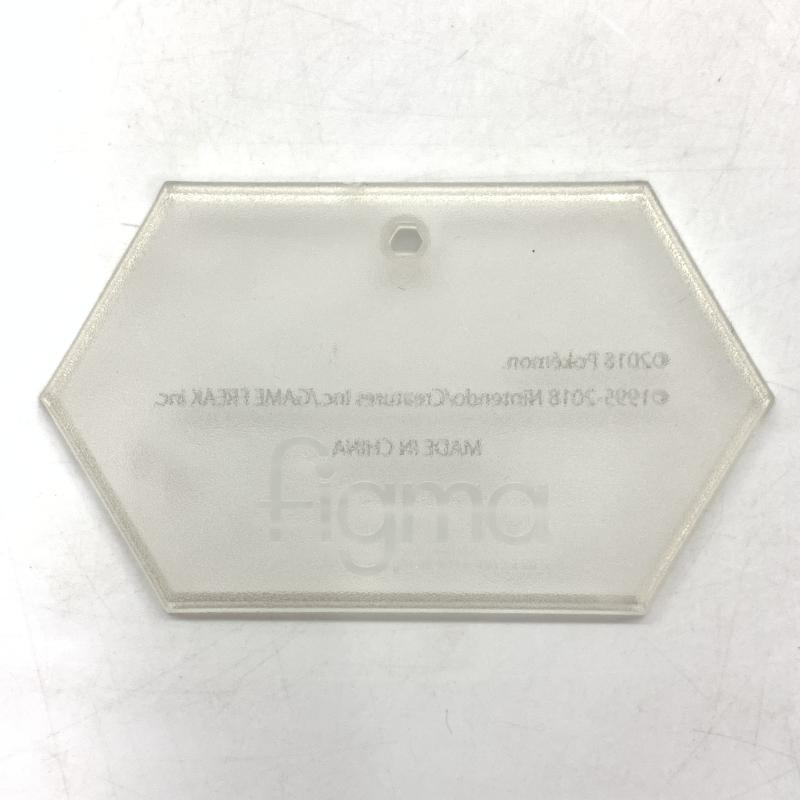 ©2018 Pokémon.
©1995-2018 Nintendo/Creatures Inc./GAME FREAK inc.
MADE IN CHINA
figma